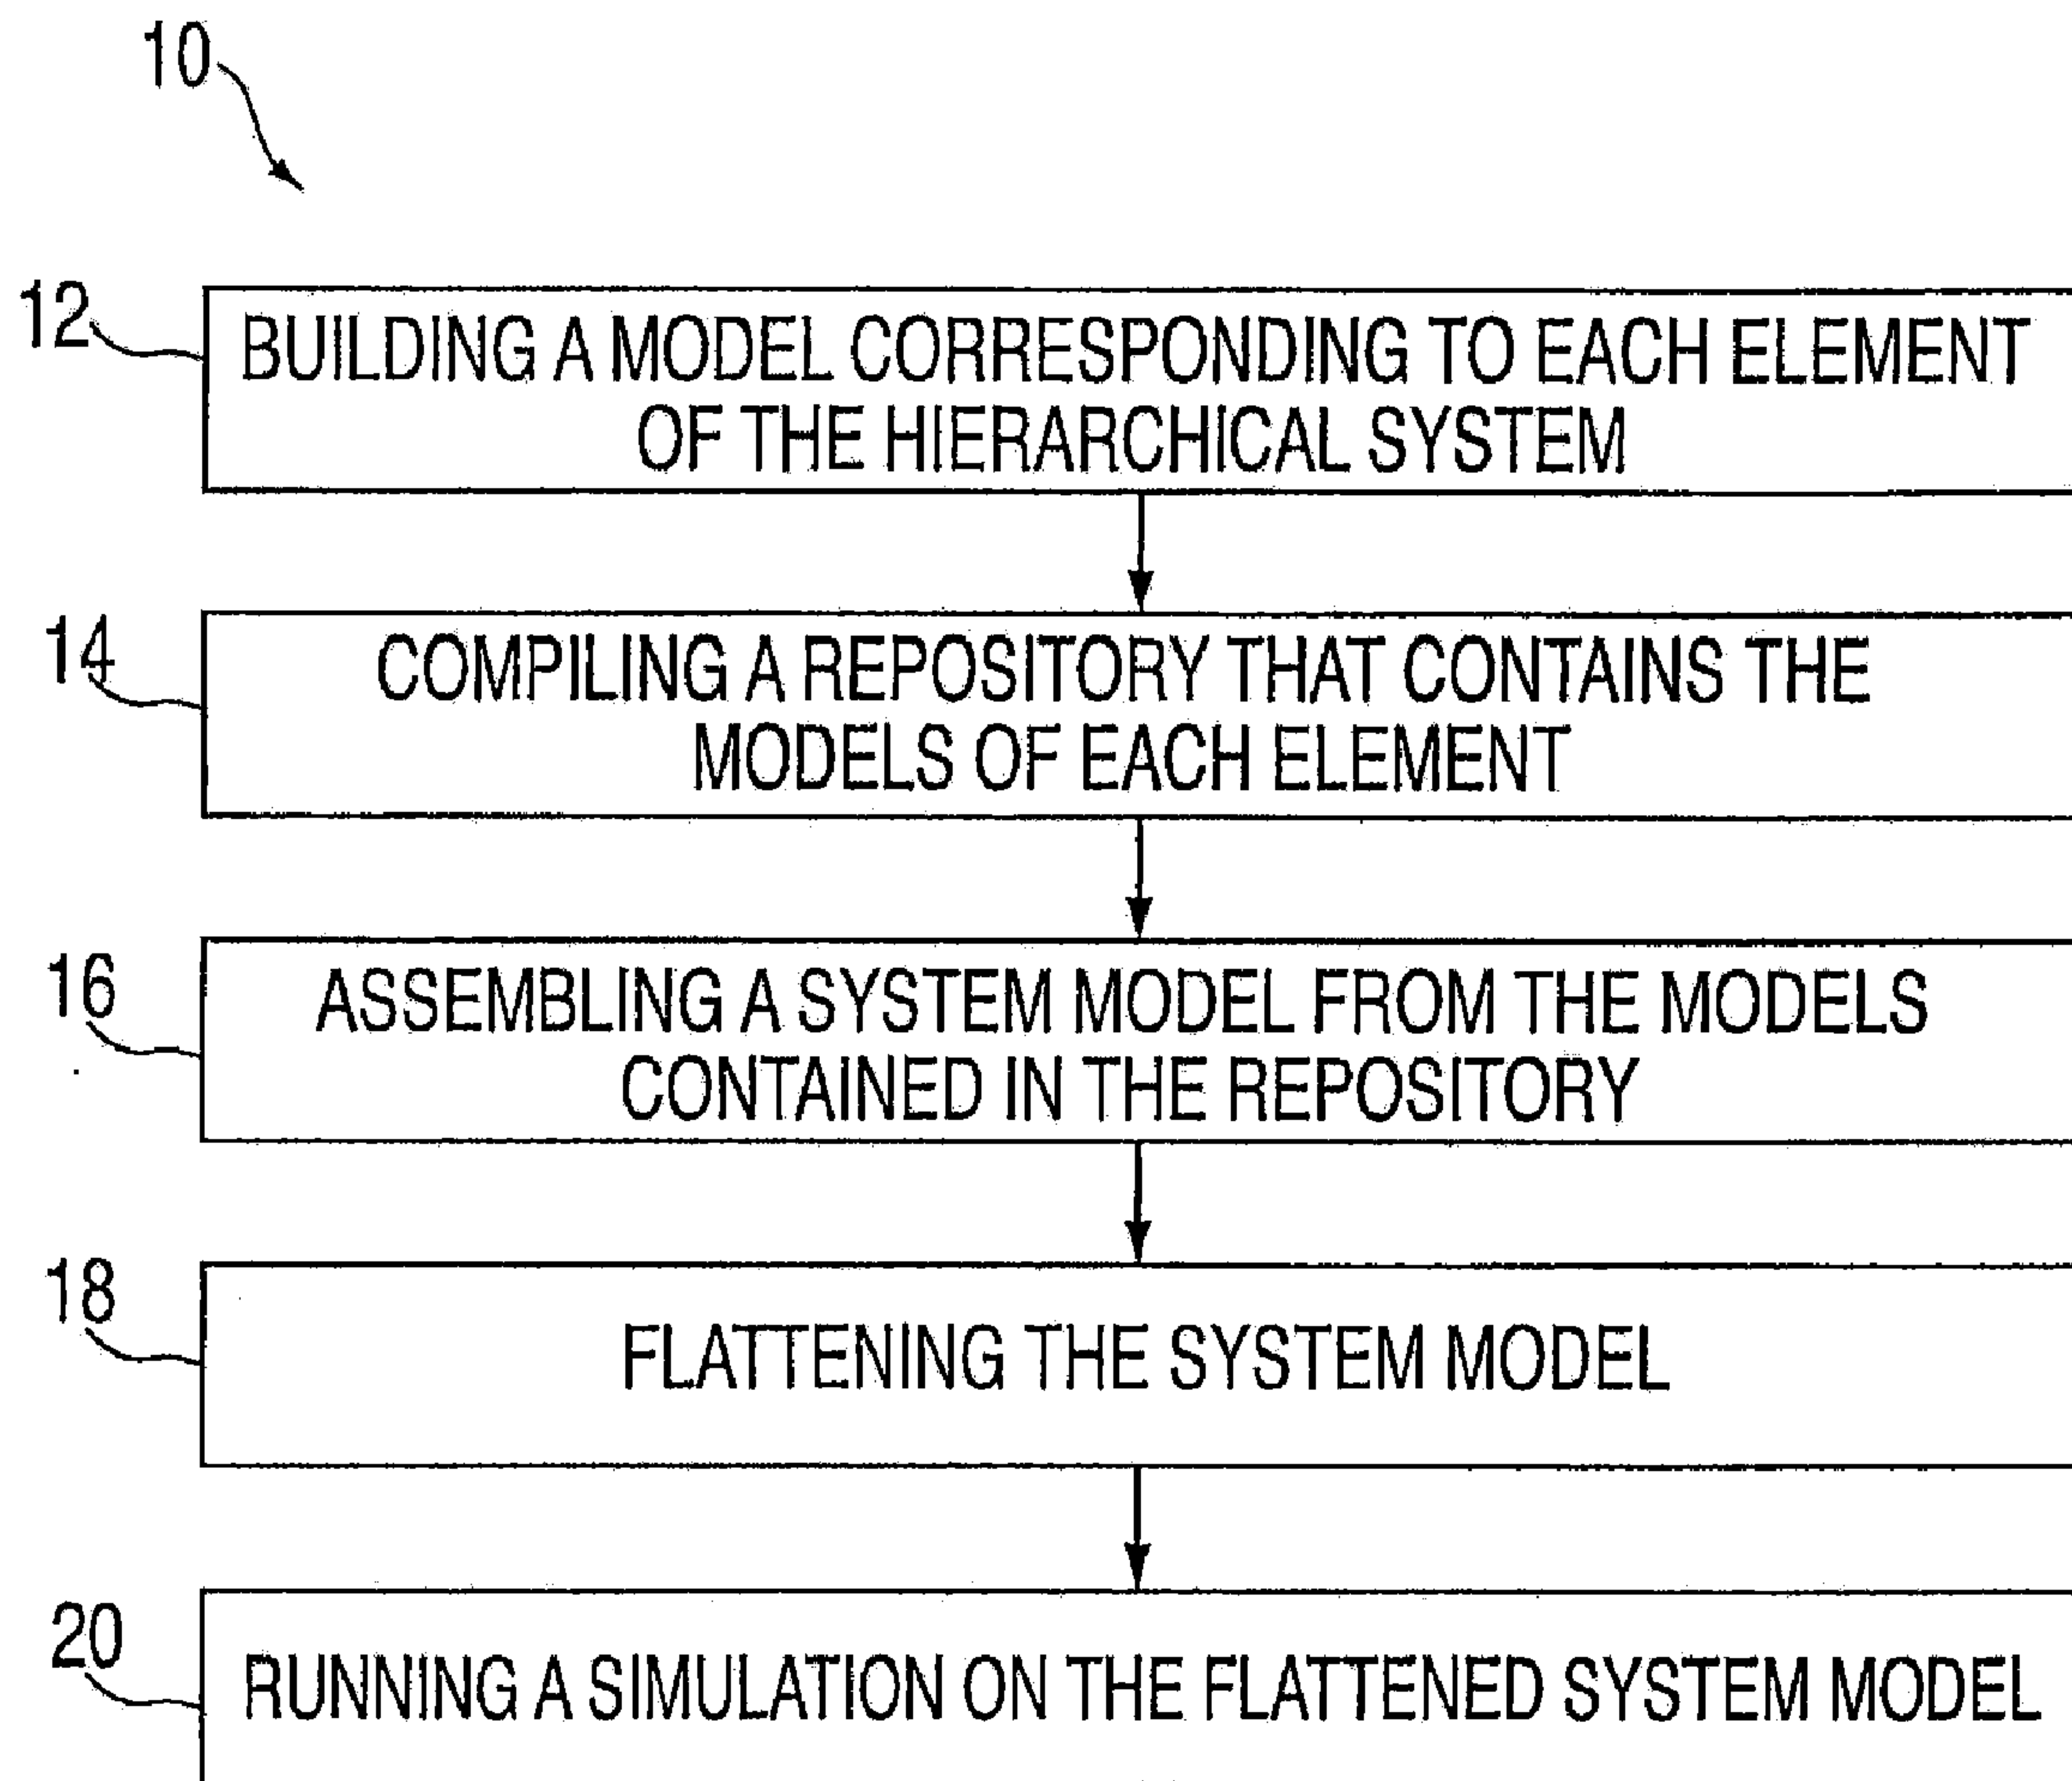 10
12
BUILDING A MODEL CORRESPONDING TO EACH ELEMENT
OF THE HIERARCHICAL SYSTEM
14
COMPILING A REPOSITORY THAT CONTAINS THE
MODELS OF EACH ELEMENT
16
ASSEMBLING A SYSTEM MODEL FROM THE MODELS
CONTAINED IN THE REPOSITORY
18
FLATTENING THE SYSTEM MODEL
20
RUNNING A SIMULATION ON THE FLATTENED SYSTEM MODEL